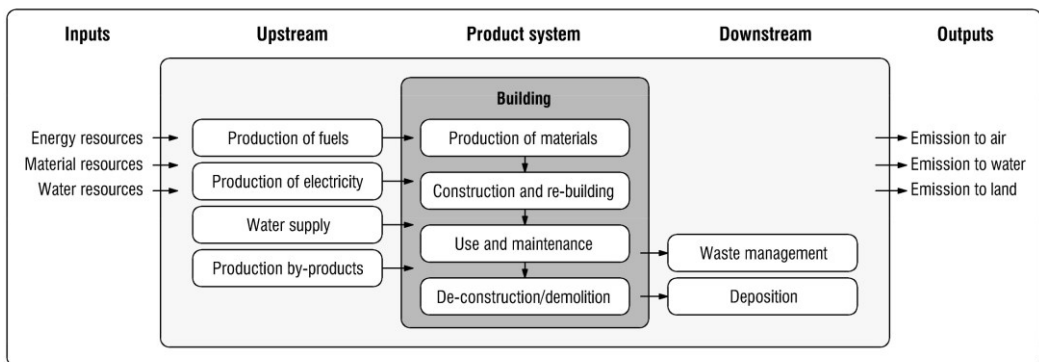 Inputs
Upstream
Product system
Downstream
Outputs
Building
Energy resources
Material resources
Water resources
Production of fuels
Production of electricity
Water supply
Production by-products
Production of materials
Construction and re-building
Use and maintenance
De-construction/demolition
Waste management
Deposition
Emission to air
Emission to water
Emission to land